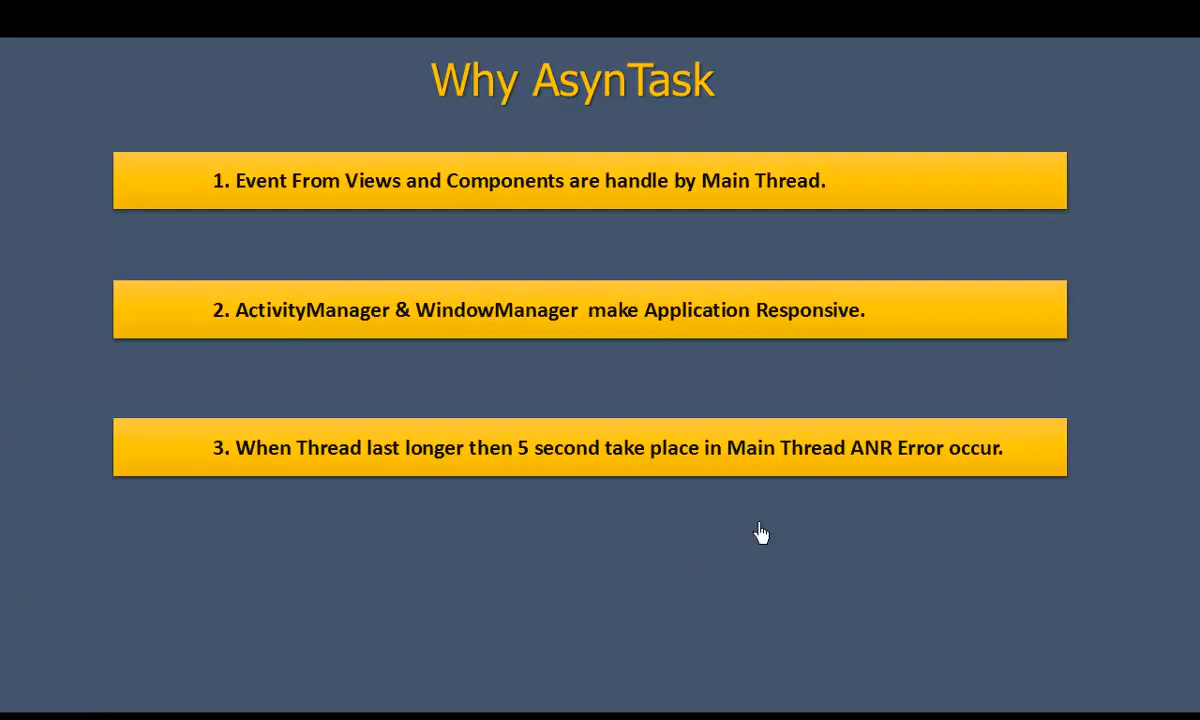 Why AsynTask
1. Event From Views and Components are handle by Main Thread.
2. ActivityManager & WindowManager  make Application Responsive.
3. When Thread last longer then 5 second take place in Main Thread ANR Error occur.